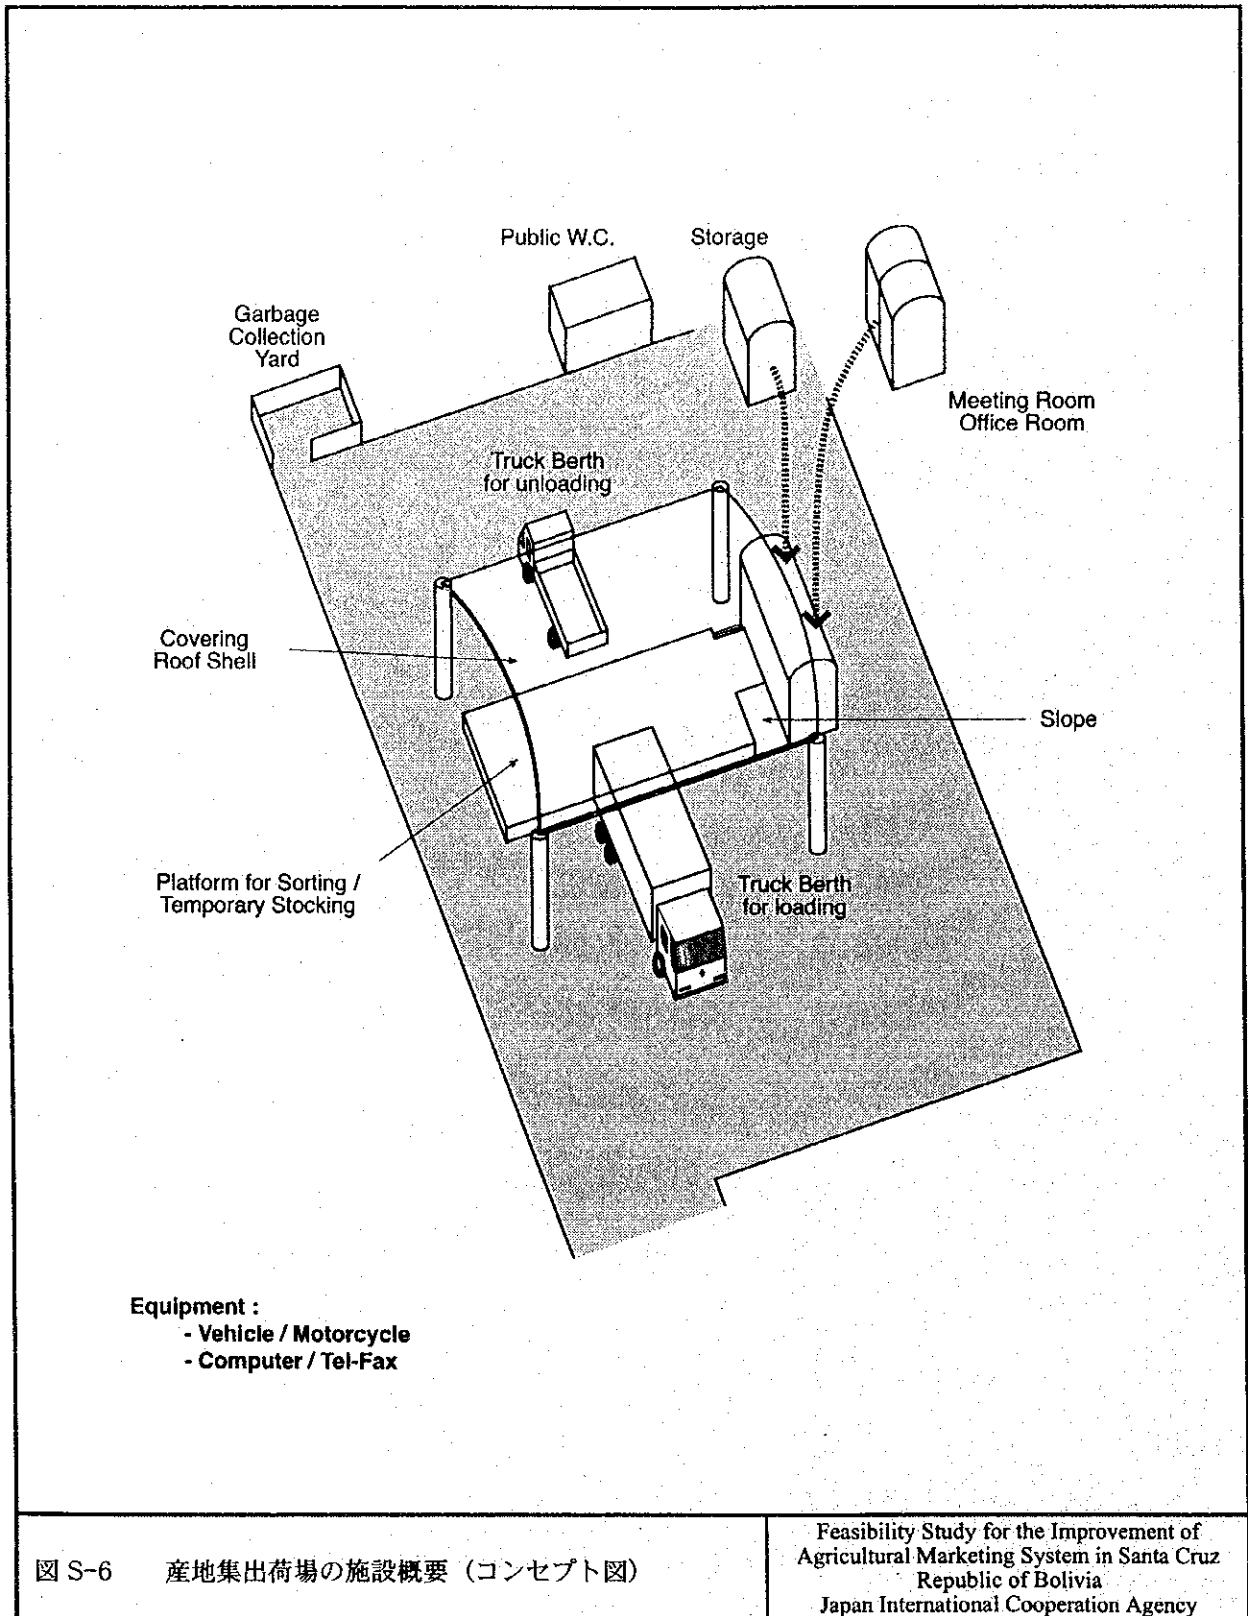 Public W.C.
Storage
Garbage
Collection
Yard
Meeting Room
Office Room
Truck Berth
for unloading
Covering
Roof Shell
Slope
Platform for Sorting /
Temporary Stocking
Truck Berth
for loading
Equipment :
- Vehicle / Motorcycle
- Computer / Tel-Fax
図 S-6 産地集出荷場の施設概要（コンセプト図）
Feasibility Study for the Improvement of
Agricultural Marketing System in Santa Cruz
Republic of Bolivia
Japan International Cooperation Agency